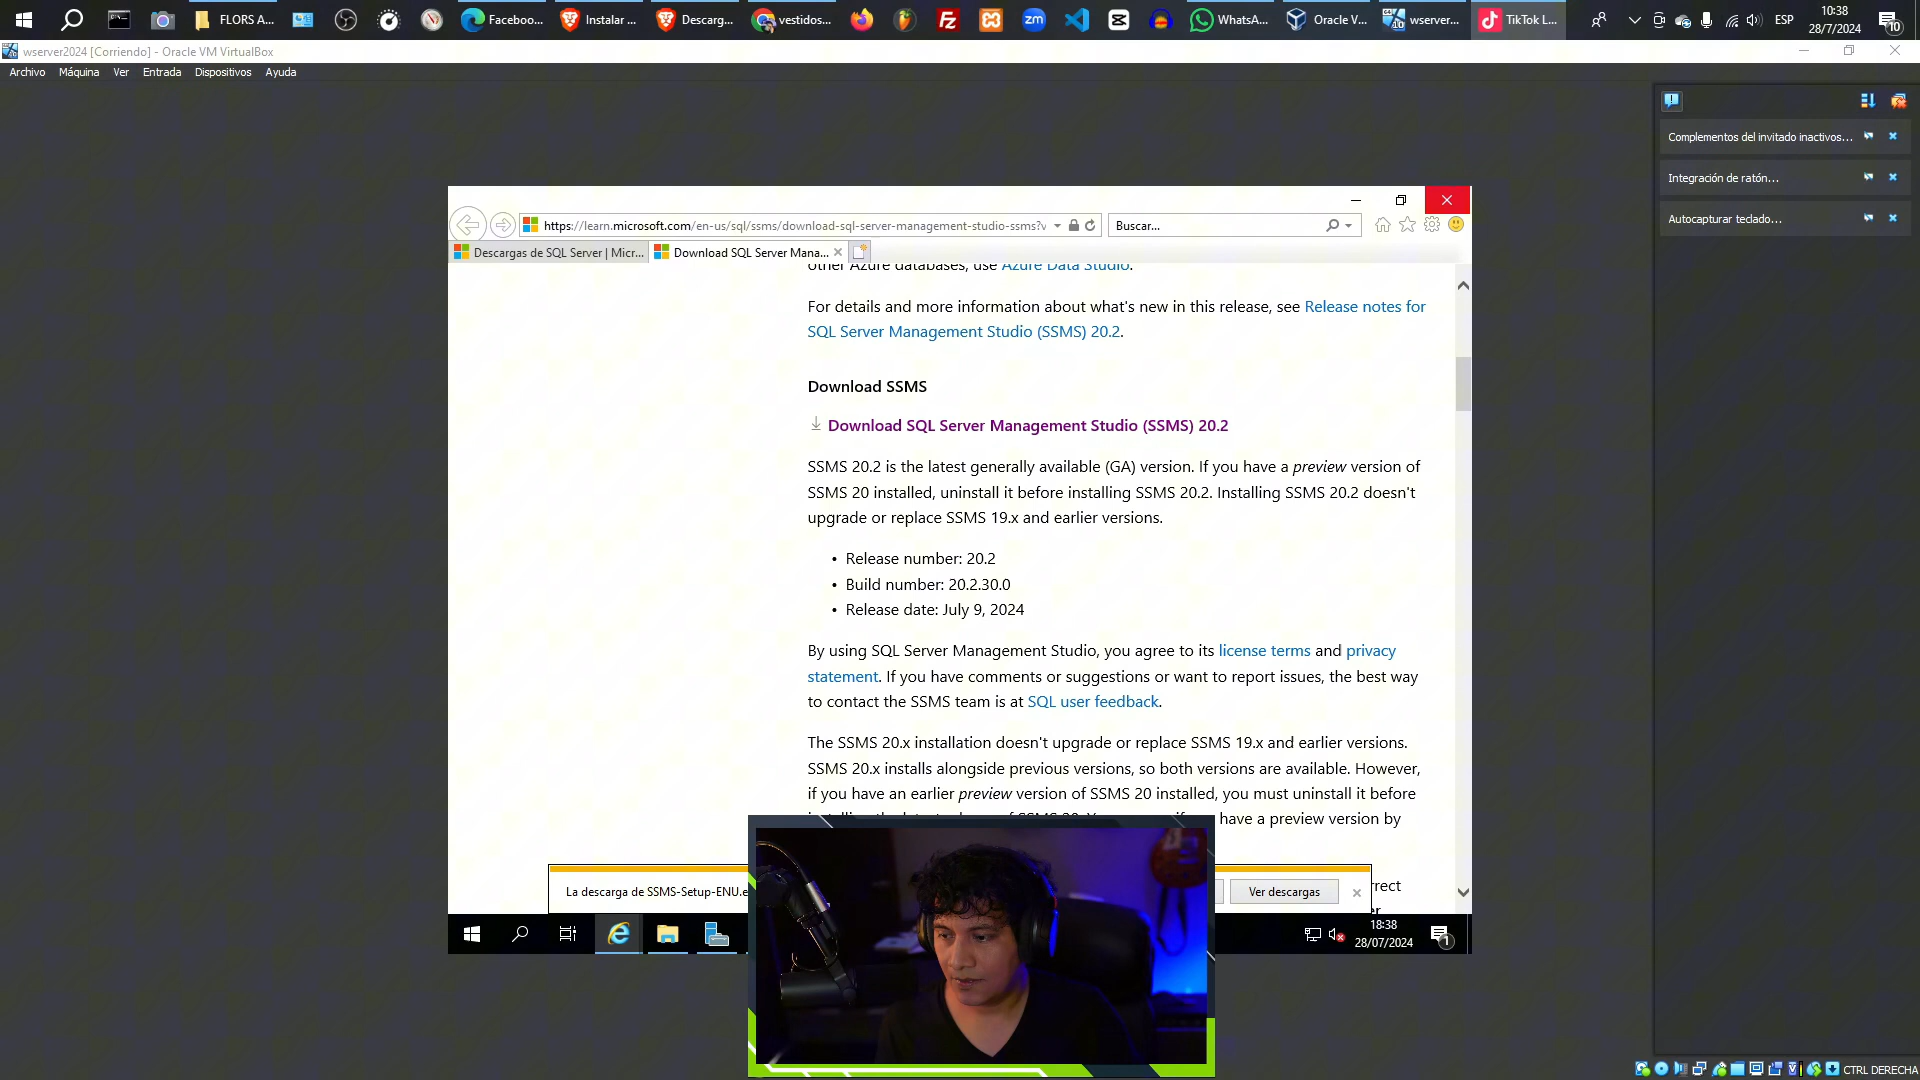 FLORS A...
Faceboo...
Instalar ...
Descarg...
vestidos...
WhatsA...
Oracle V...
wserver...
TikTok L...
ESP
10:38
28/7/2024
10
wserver2024 [Corriendo] - Oracle VM VirtualBox
Archivo Máquina Ver Entrada Dispositivos Ayuda
Complementos del invitado inactivos...
Integración de ratón...
Autocapturar teclado...
https://learn.microsoft.com/en-us/sql/ssms/download-sql-server-management-studio-ssms?v
Buscar...
Descargas de SQL Server | Micr...
Download SQL Server Mana...
other Azure databases, use Azure Data Studio.
For details and more information about what's new in this release, see Release notes for
SQL Server Management Studio (SSMS) 20.2.
Download SSMS
Download SQL Server Management Studio (SSMS) 20.2
SSMS 20.2 is the latest generally available (GA) version. If you have a preview version of
SSMS 20 installed, uninstall it before installing SSMS 20.2. Installing SSMS 20.2 doesn't
upgrade or replace SSMS 19.x and earlier versions.
• Release number: 20.2
• Build number: 20.2.30.0
• Release date: July 9, 2024
By using SQL Server Management Studio, you agree to its license terms and privacy
statement. If you have comments or suggestions or want to report issues, the best way
to contact the SSMS team is at SQL user feedback.
The SSMS 20.x installation doesn't upgrade or replace SSMS 19.x and earlier versions.
SSMS 20.x installs alongside previous versions, so both versions are available. However,
if you have an earlier preview version of SSMS 20 installed, you must uninstall it before
have a preview version by
rrect
La descarga de SSMS-Setup-ENU.e
Ver descargas
18:38
28/07/2024
1
CTRL DERECHA